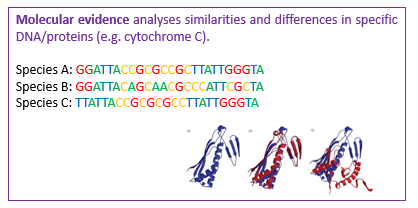 Molecular evidence analyses similarities and differences in specific
DNA/proteins (e.g. cytochrome C).
Species A: GGATTACCGCGCCGCTTATTGGGTA
Species B: GGATTACAGCAACGCCCATTCGCTA
Species C: TTATTACCGCGCGCCTTATTGGGTA